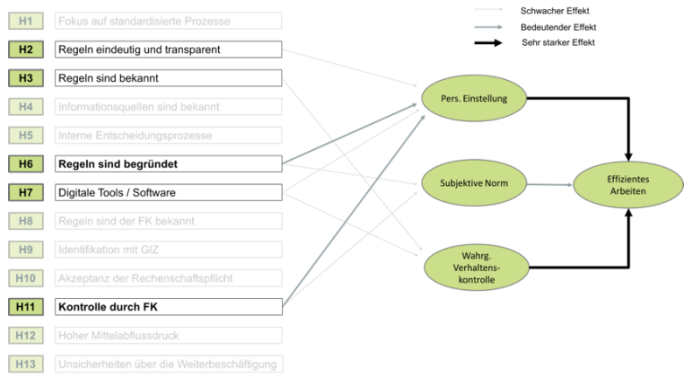 H1 Fokus auf standardisierte Prozesse
H2 Regeln eindeutig und transparent
H3 Regeln sind bekannt
H4 Informationsquellen sind bekannt
H5 Interne Entscheidungsprozesse
H6 Regeln sind begründet
H7 Digitale Tools / Software
H8 Regeln sind der FK bekannt
H9 Identifikation mit GIZ
H10 Akzeptanz der Rechenschaftspflicht
H11 Kontrolle durch FK
H12 Hoher Mittelabflussdruck
H13 Unsicherheiten über die Weiterbeschäftigung
Schwacher Effekt
Bedeutender Effekt
Sehr starker Effekt
Pers. Einstellung
Subjektive Norm
Wahrg.
Verhaltens-
kontrolle
Effizientes
Arbeiten